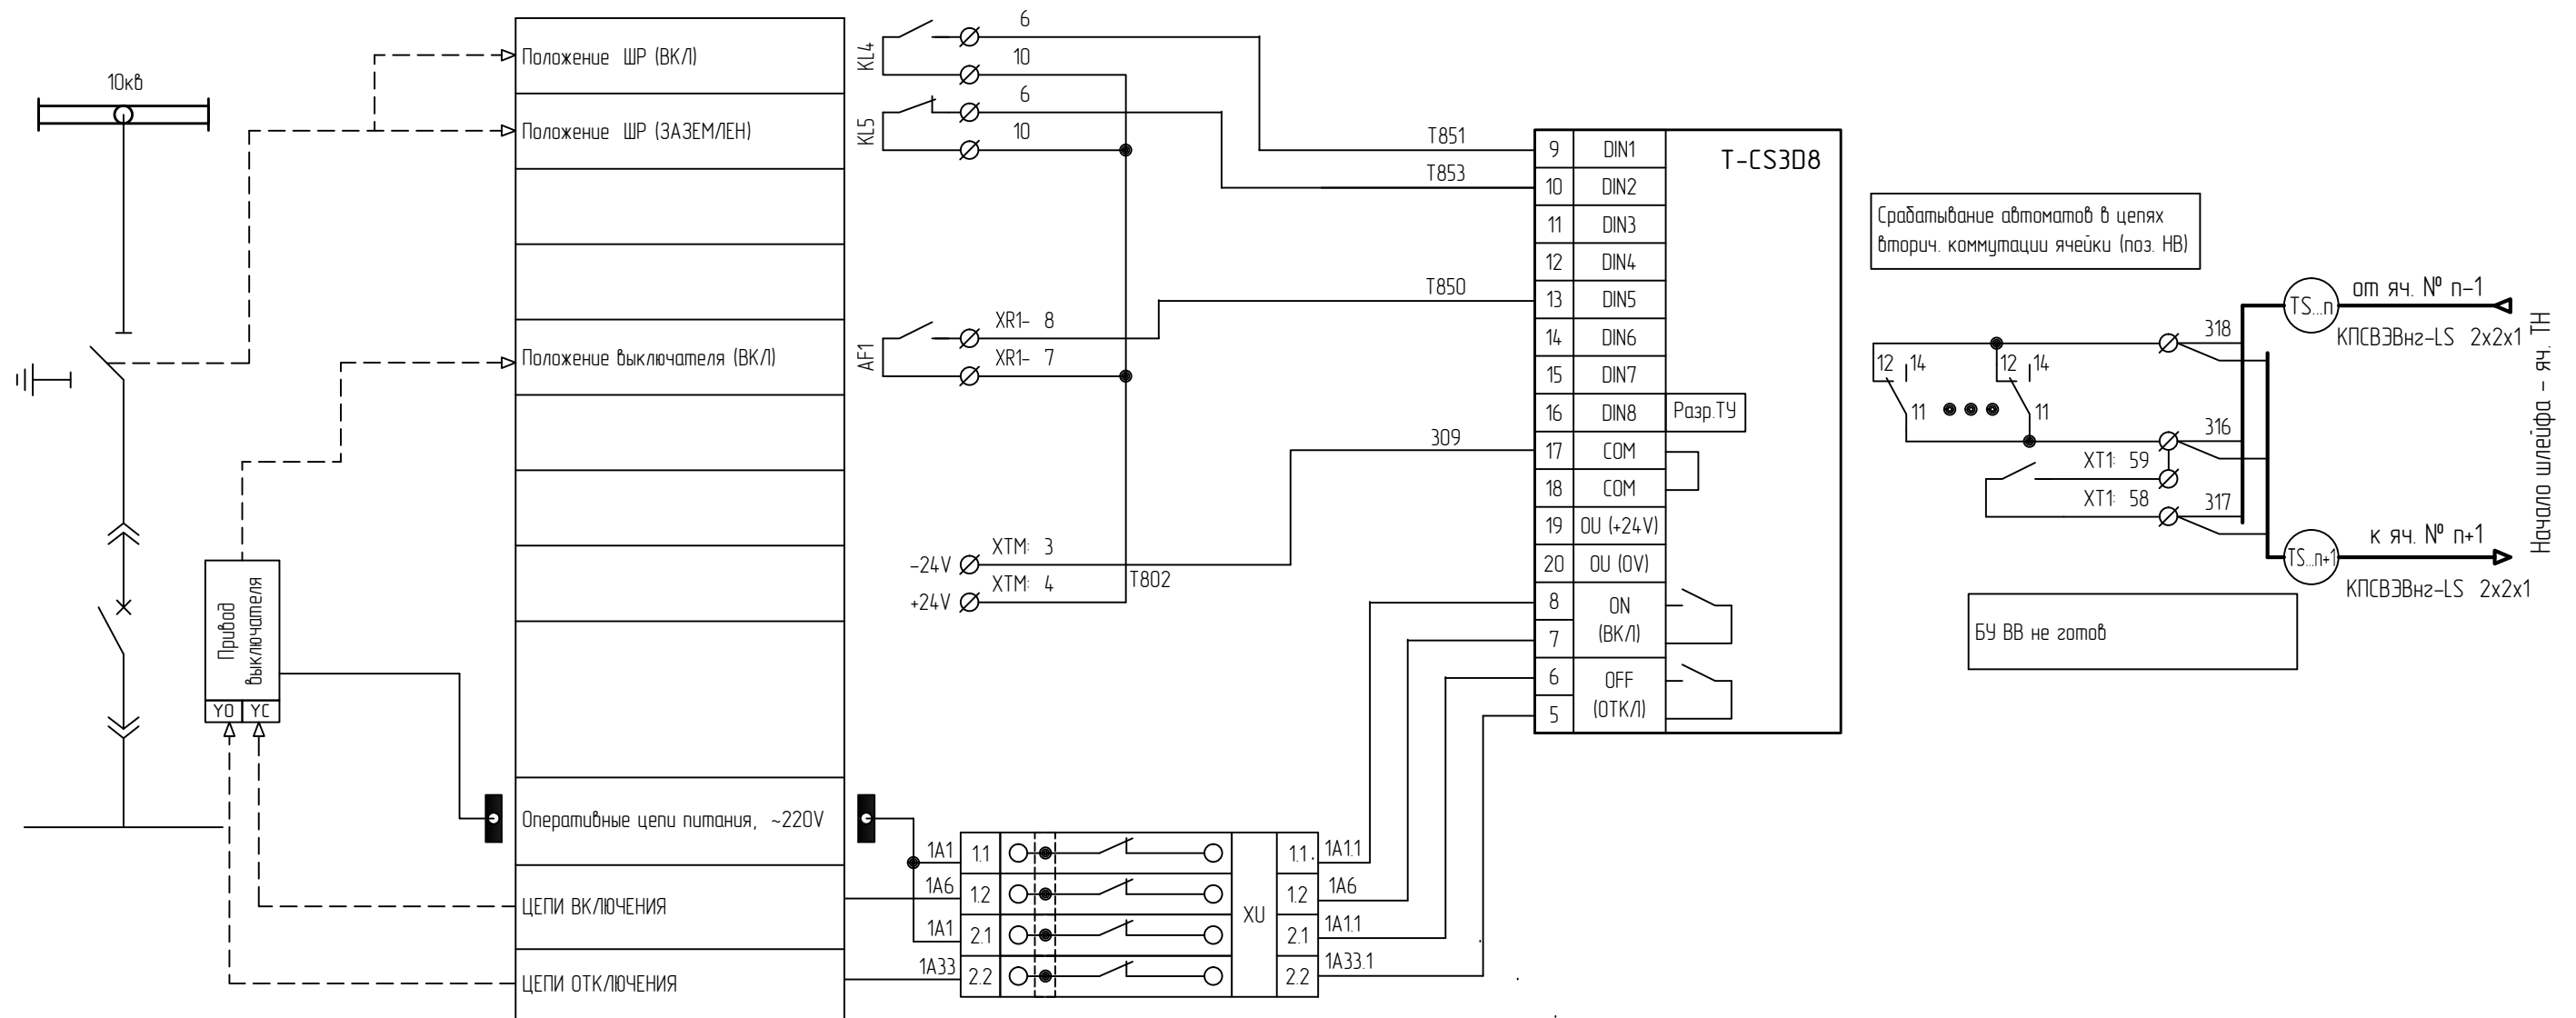 10кв
Привод
выключателя
YO
YC
Положение ШР (ВКЛ)
Положение ШР (ЗАЗЕМЛЕН)
Положение выключателя (ВКЛ)
Оперативные цепи питания, ~220V
ЦЕПИ ВКЛЮЧЕНИЯ
ЦЕПИ ОТКЛЮЧЕНИЯ
KL4
6
10
KL5
6
10
AF1
XR1- 8
XR1- 7
-24V
XTM: 3
+24V
XTM: 4
T802
T851
T853
T850
309
T-CS3D8
9 DIN1
10 DIN2
11 DIN3
12 DIN4
13 DIN5
14 DIN6
15 DIN7
16 DIN8 Разр.ТУ
17 COM
18 COM
19 OU (+24V)
20 OU (0V)
8 ON
7 (ВКЛ)
6 OFF
5 (ОТКЛ)
1A1 1.1 1.1 1A1.1
1A6 1.2 1.2 1A6
XU
1A1 2.1 2.1 1A1.1
1A33 2.2 2.2 1A33.1
Срабатывание автоматов в цепях
вторич. коммутации ячейки (поз. НВ)
12 14
11
12 14
11
318
316
XT1: 59
XT1: 58
317
TS...n
от яч. № n-1
КПСВЭВнг-LS 2x2x1
TS...n+1
к яч. № n+1
КПСВЭВнг-LS 2x2x1
Начало шлейфа - яч. ТН
БУ ВВ не готов